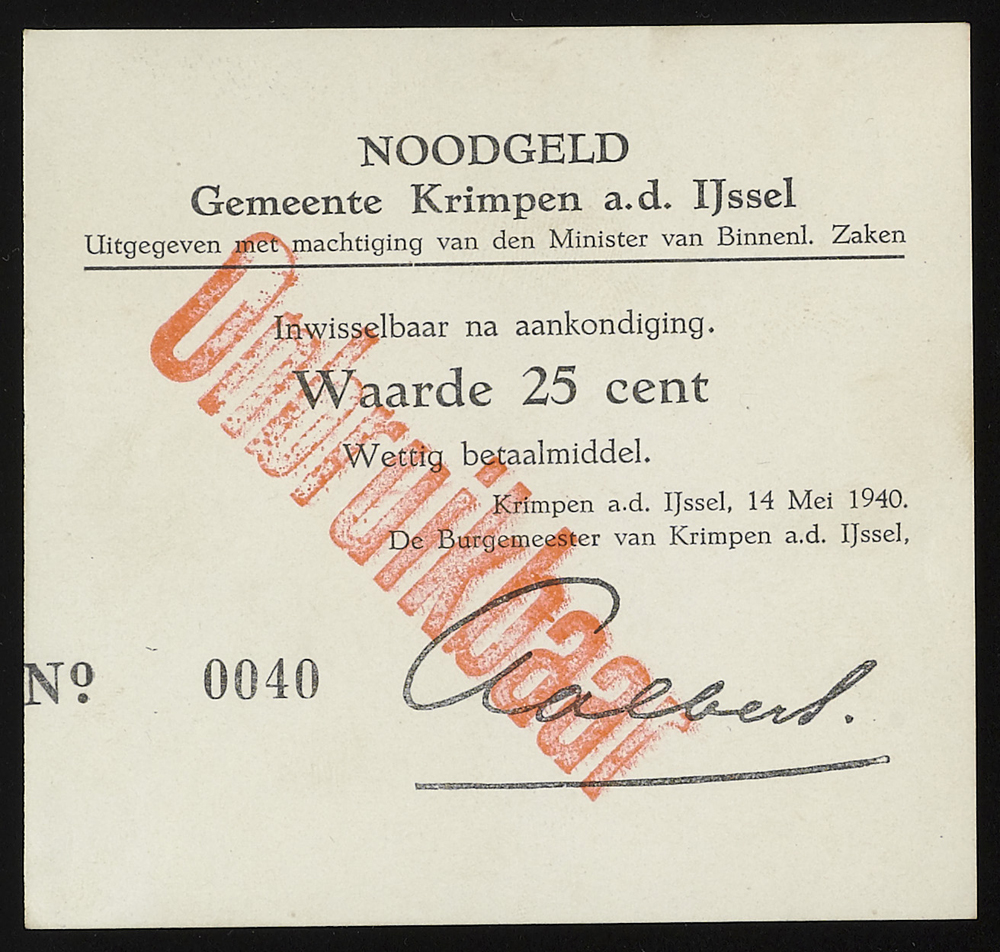 NOODGELD
Gemeente Krimpen a.d. IJssel
Uitgegeven met machtiging van den Minister van Binnenl. Zaken
Inwisselbaar na aankondiging.
Waarde 25 cent
Wettig betaalmiddel.
Krimpen a.d. IJssel, 14 Mei 1940.
De Burgemeester van Krimpen a.d. IJssel,
Nº 0040
Aalbers.
Onbruikbaar